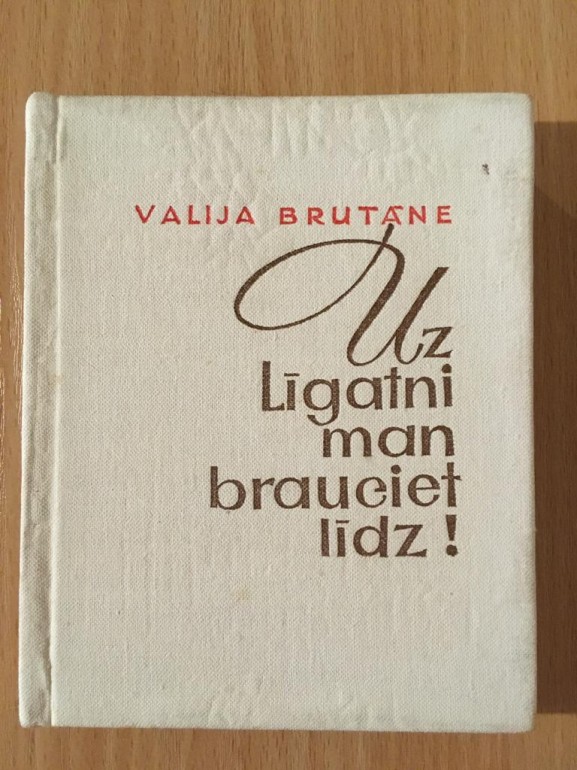 VALIJA BRUTĀNE
Uz
Līgatni
man
brauciet
līdz!